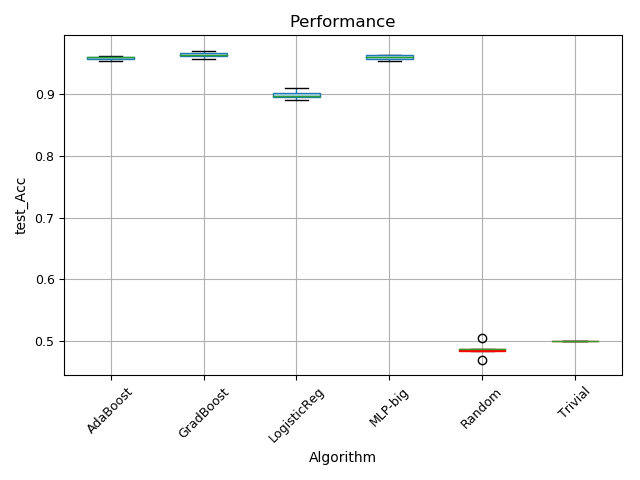 Performance
test_Acc
0.9
0.8
0.7
0.6
0.5
AdaBoost
GradBoost
LogisticReg
MLP-big
Random
Trivial
Algorithm